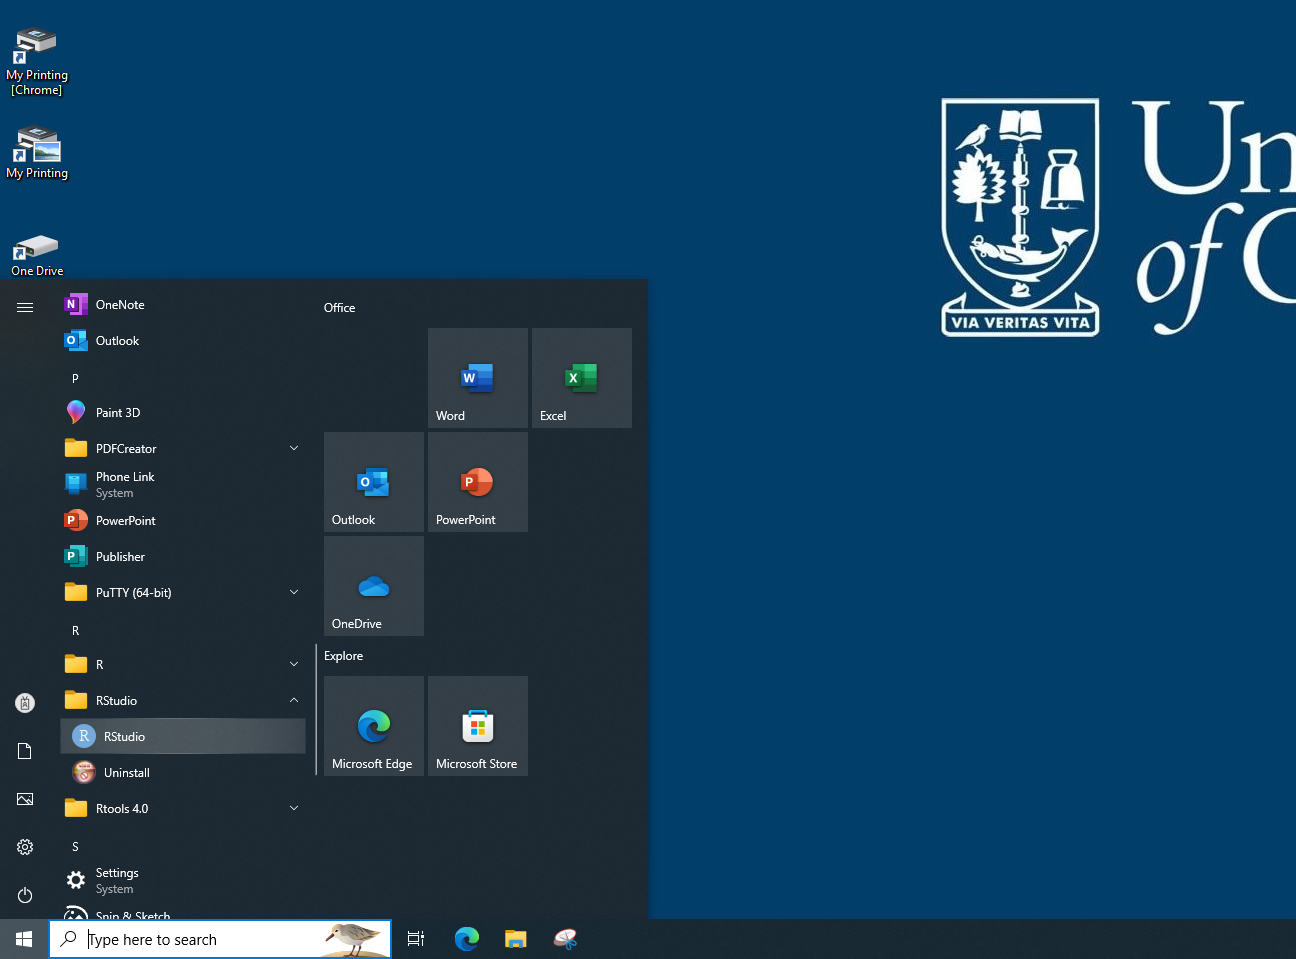 My Printing
[Chrome]
My Printing
One Drive
Un
of G
VIA VERITAS VITA
OneNote
Outlook
P
Paint 3D
PDFCreator
Phone Link
System
PowerPoint
Publisher
PuTTY (64-bit)
R
R
RStudio
RStudio
Uninstall
Rtools 4.0
S
Settings
System
Snip & Sketch
Office
Word
Excel
Outlook
PowerPoint
OneDrive
Explore
Microsoft Edge
Microsoft Store
Type here to search